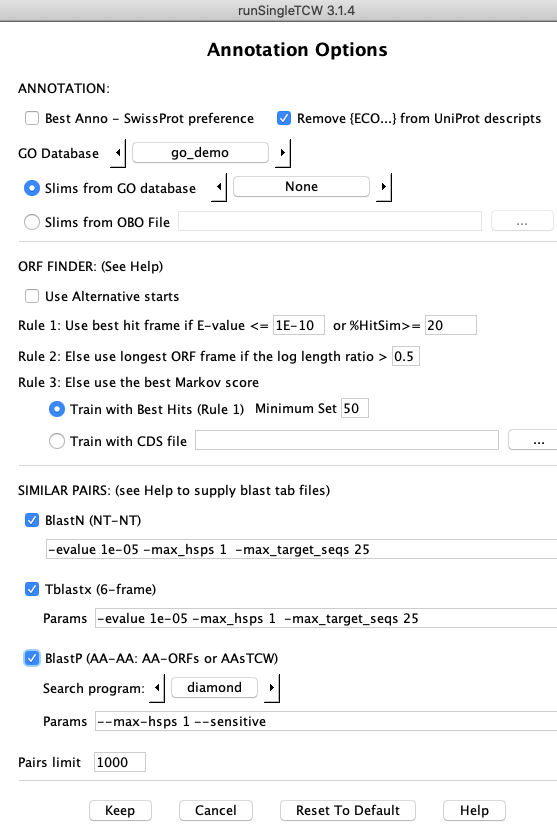 runSingleTCW 3.1.4
Annotation Options
ANNOTATION:
Best Anno - SwissProt preference Remove {ECO...} from UniProt descripts
GO Database go_demo
Slims from GO database None
Slims from OBO File ...
ORF FINDER: (See Help)
Use Alternative starts
Rule 1: Use best hit frame if E-value <= 1E-10 or %HitSim>= 20
Rule 2: Else use longest ORF frame if the log length ratio > 0.5
Rule 3: Else use the best Markov score
Train with Best Hits (Rule 1) Minimum Set 50
Train with CDS file ...
SIMILAR PAIRS: (see Help to supply blast tab files)
BlastN (NT-NT)
-evalue 1e-05 -max_hsps 1 -max_target_seqs 25
Tblastx (6-frame)
Params -evalue 1e-05 -max_hsps 1 -max_target_seqs 25
BlastP (AA-AA: AA-ORFs or AAsTCW)
Search program: diamond
Params --max-hsps 1 --sensitive
Pairs limit 1000
Keep Cancel Reset To Default Help